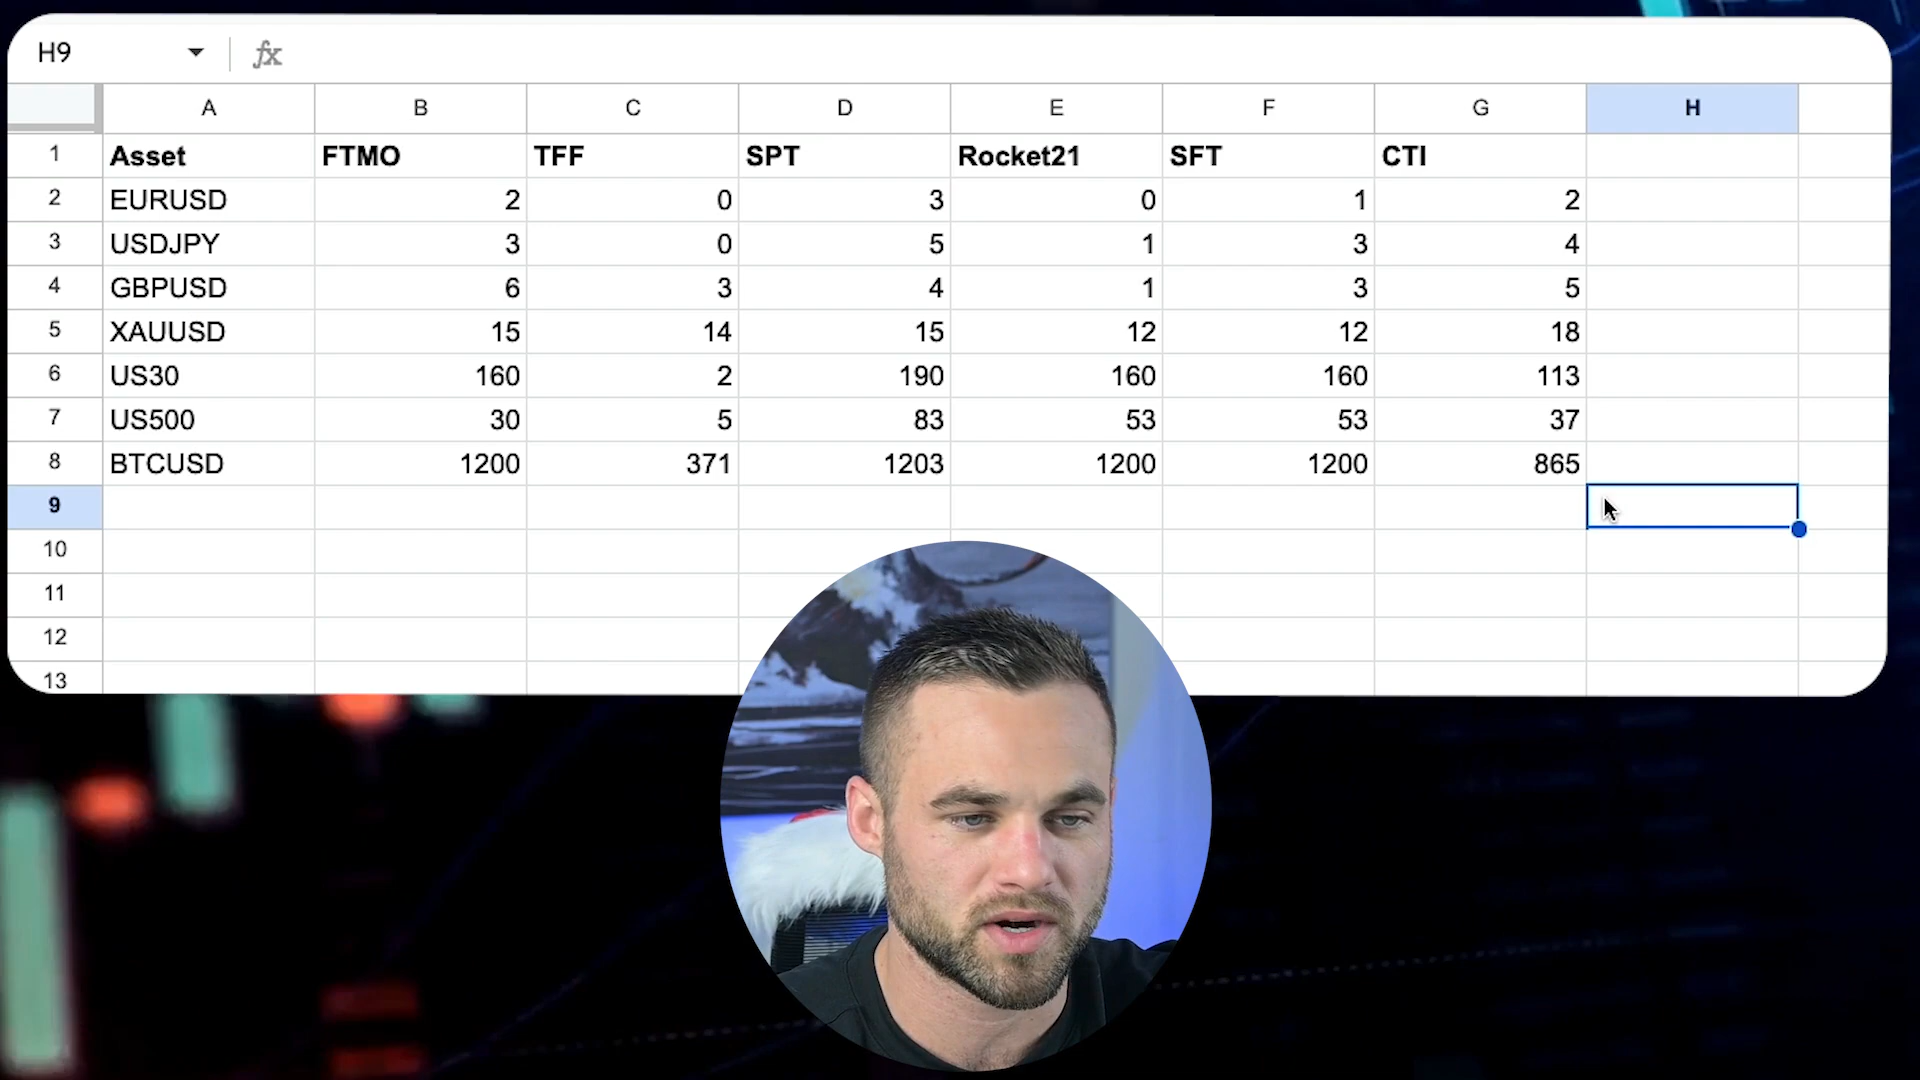 H9 fx
A B C D E F G H
1 Asset FTMO TFF SPT Rocket21 SFT CTI
2 EURUSD 2 0 3 0 1 2
3 USDJPY 3 0 5 1 3 4
4 GBPUSD 6 3 4 1 3 5
5 XAUUSD 15 14 15 12 12 18
6 US30 160 2 190 160 160 113
7 US500 30 5 83 53 53 37
8 BTCUSD 1200 371 1203 1200 1200 865
9
10
11
12
13